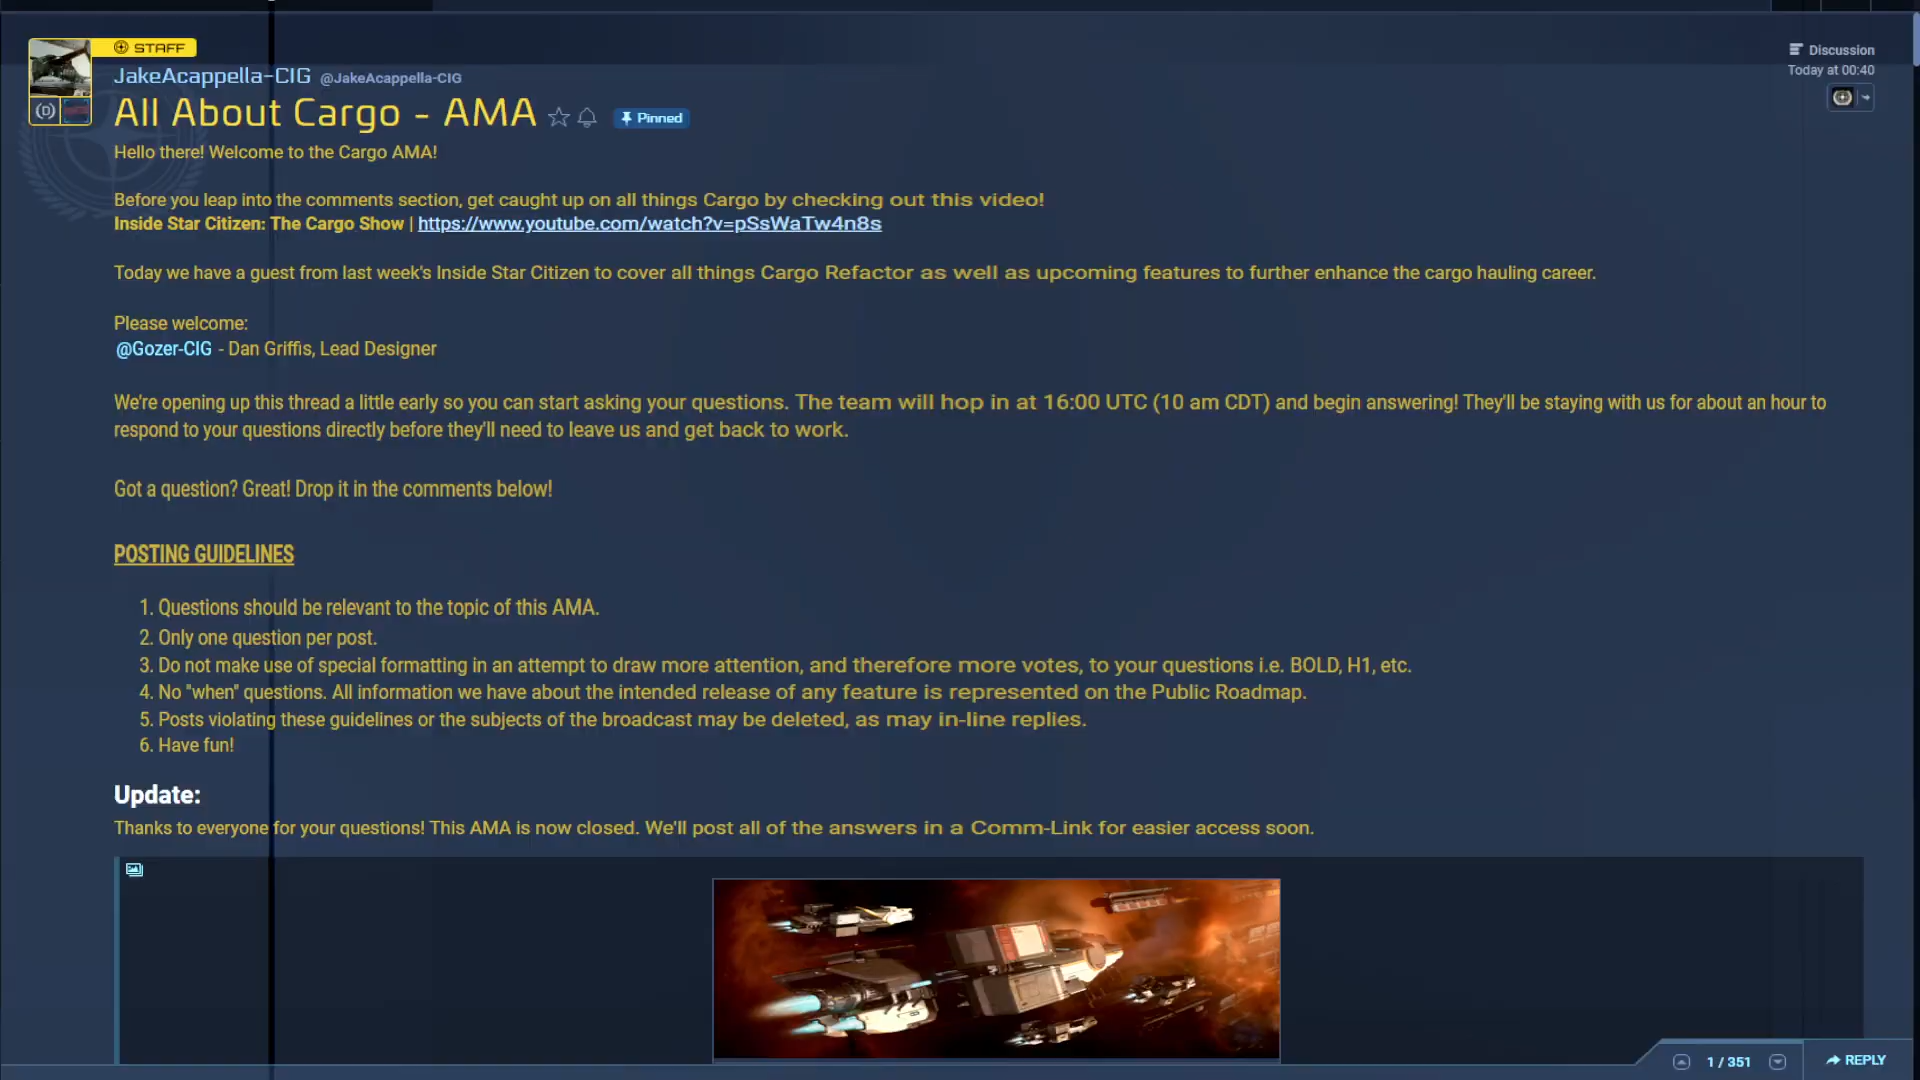 STAFF
JakeAcappella-CIG @JakeAcappella-CIG
Discussion
Today at 00:40
All About Cargo - AMA Pinned
Hello there! Welcome to the Cargo AMA!
Before you leap into the comments section, get caught up on all things Cargo by checking out this video!
Inside Star Citizen: The Cargo Show | https://www.youtube.com/watch?v=pSsWaTw4n8s
Today we have a guest from last week's Inside Star Citizen to cover all things Cargo Refactor as well as upcoming features to further enhance the cargo hauling career.
Please welcome:
@Gozer-CIG - Dan Griffis, Lead Designer
We're opening up this thread a little early so you can start asking your questions. The team will hop in at 16:00 UTC (10 am CDT) and begin answering! They'll be staying with us for about an hour to
respond to your questions directly before they'll need to leave us and get back to work.
Got a question? Great! Drop it in the comments below!
POSTING GUIDELINES
1. Questions should be relevant to the topic of this AMA.
2. Only one question per post.
3. Do not make use of special formatting in an attempt to draw more attention, and therefore more votes, to your questions i.e. BOLD, H1, etc.
4. No "when" questions. All information we have about the intended release of any feature is represented on the Public Roadmap.
5. Posts violating these guidelines or the subjects of the broadcast may be deleted, as may in-line replies.
6. Have fun!
Update:
Thanks to everyone for your questions! This AMA is now closed. We'll post all of the answers in a Comm-Link for easier access soon.
1 / 351
REPLY